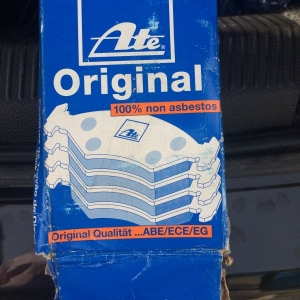 Ate
Original
100% non asbestos
Ate
Original Qualität ...ABE/ECE/EG